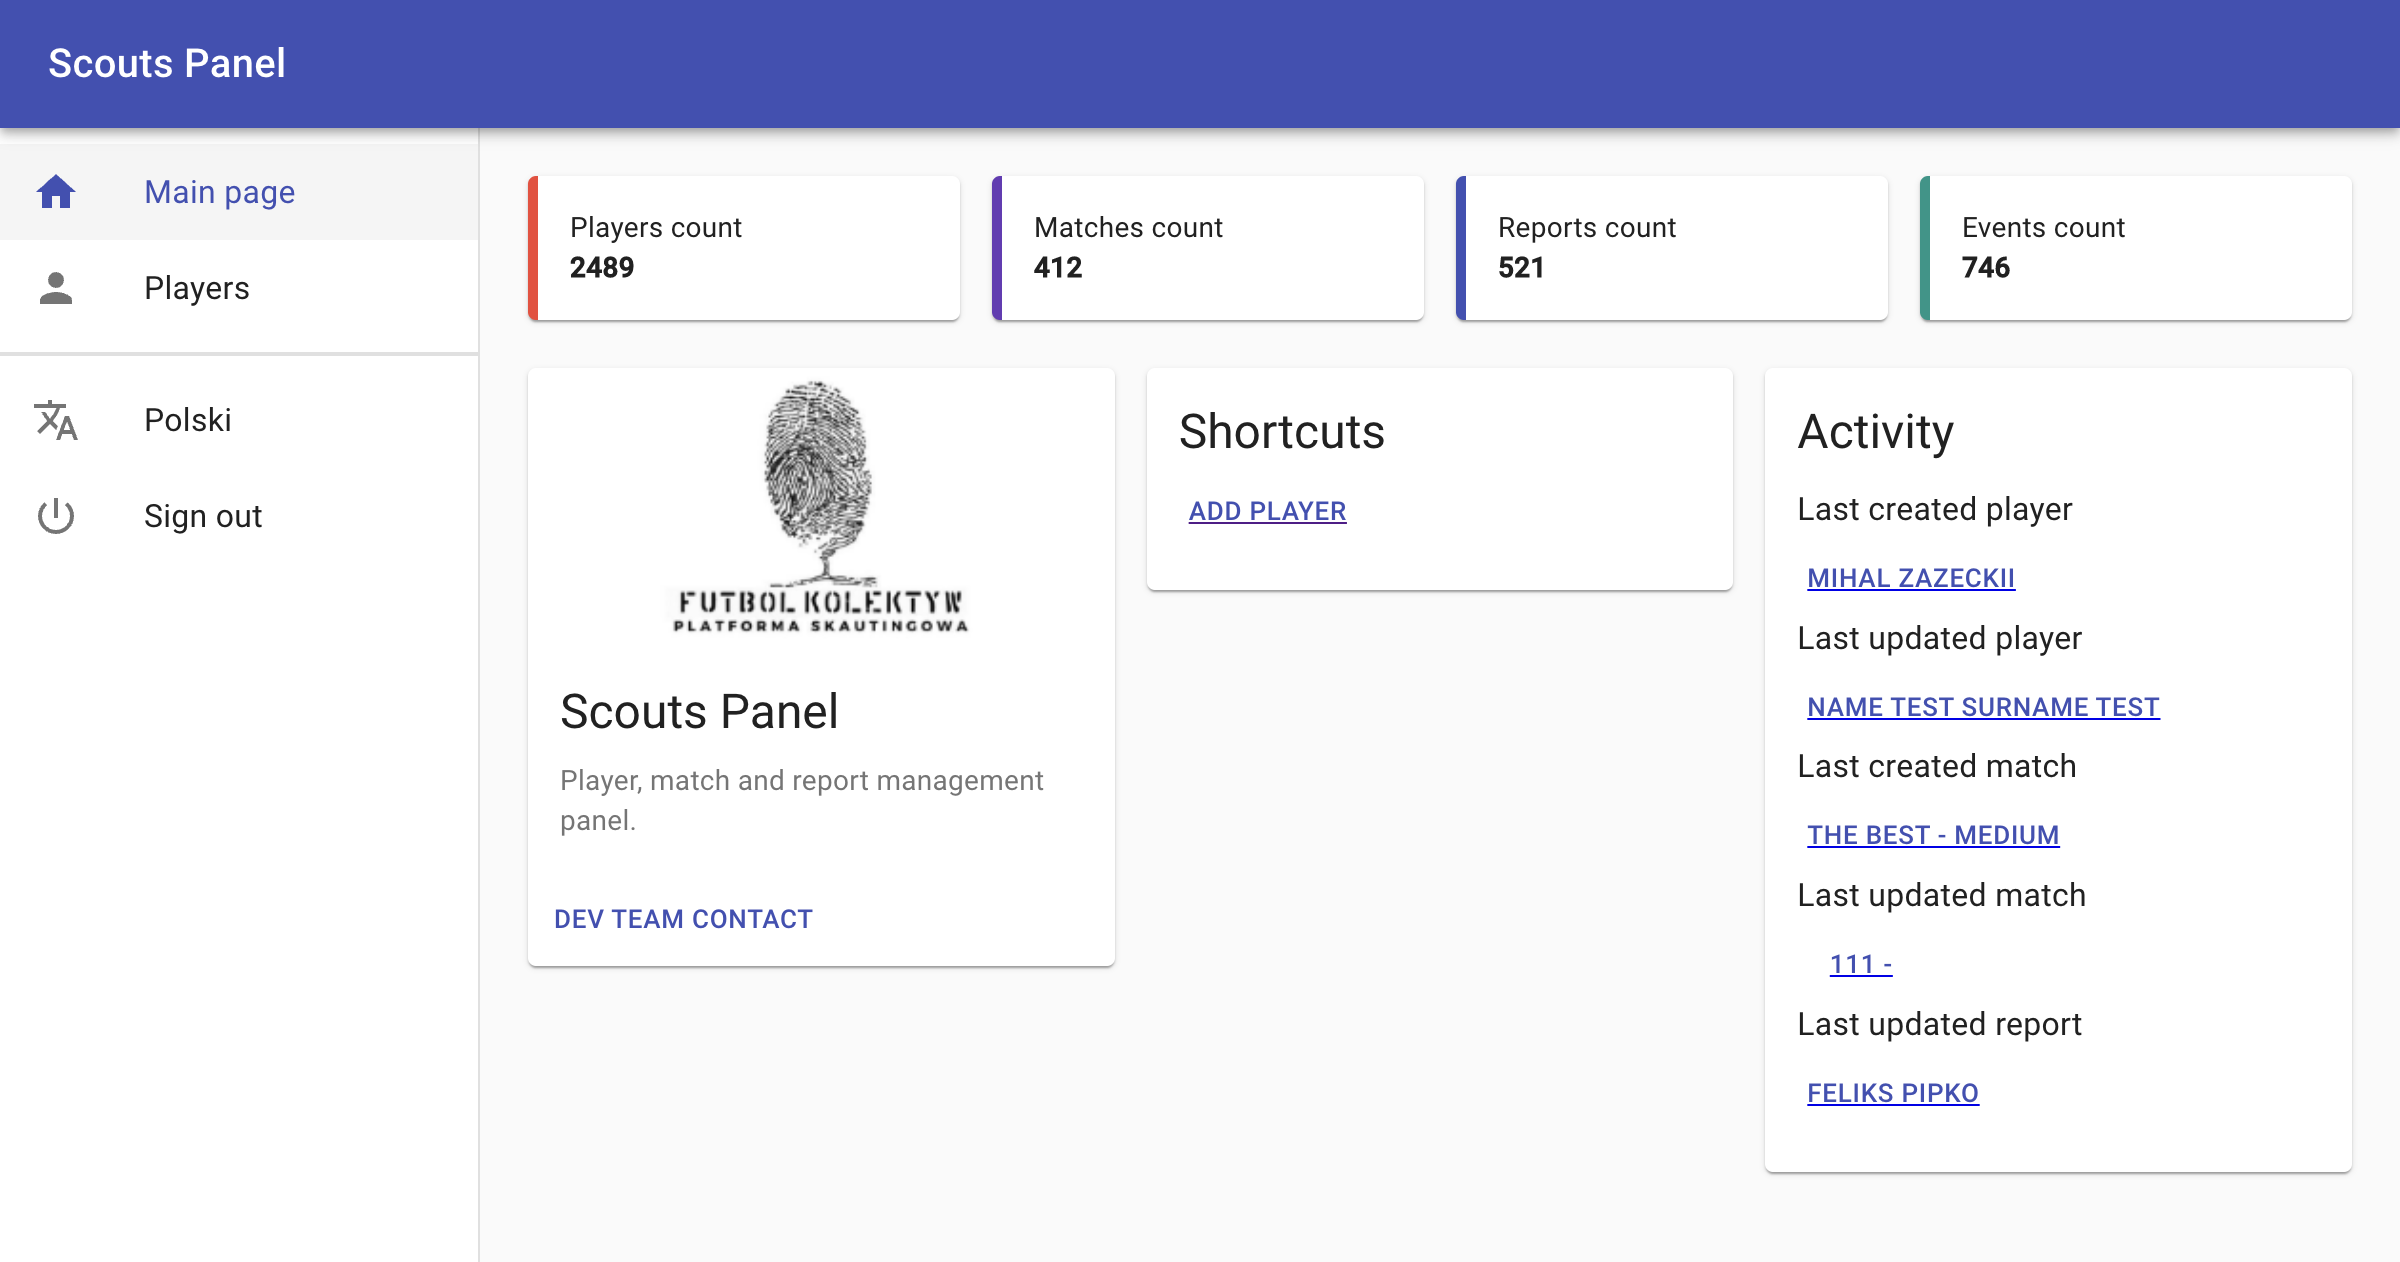 Scouts Panel
Main page
Players
Polski
Sign out
Players count
2489
Matches count
412
Reports count
521
Events count
746
FUTBOL KOLEKTYW
PLATFORMA SKAUTINGOWA
Scouts Panel
Player, match and report management
panel.
DEV TEAM CONTACT
Shortcuts
ADD PLAYER
Activity
Last created player
MIHAL ZAZECKII
Last updated player
NAME TEST SURNAME TEST
Last created match
THE BEST - MEDIUM
Last updated match
111 -
Last updated report
FELIKS PIPKO